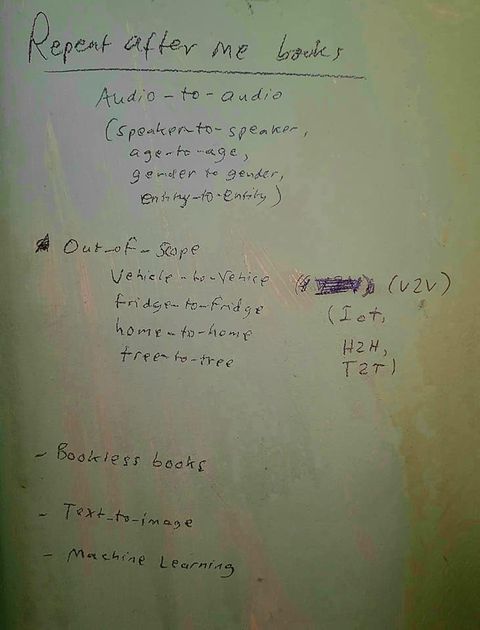 Repeat after me books
Audio-to-audio
(speaker-to-speaker,
age-to-age,
gender to gender,
entity-to-entity)
Out-of-scope
Vehicle-to-vehicle (V2V)
fridge-to-fridge (IoT,
home-to-home H2H,
tree-to-tree T2T)
- Bookless books
- Text-to-image
- Machine Learning